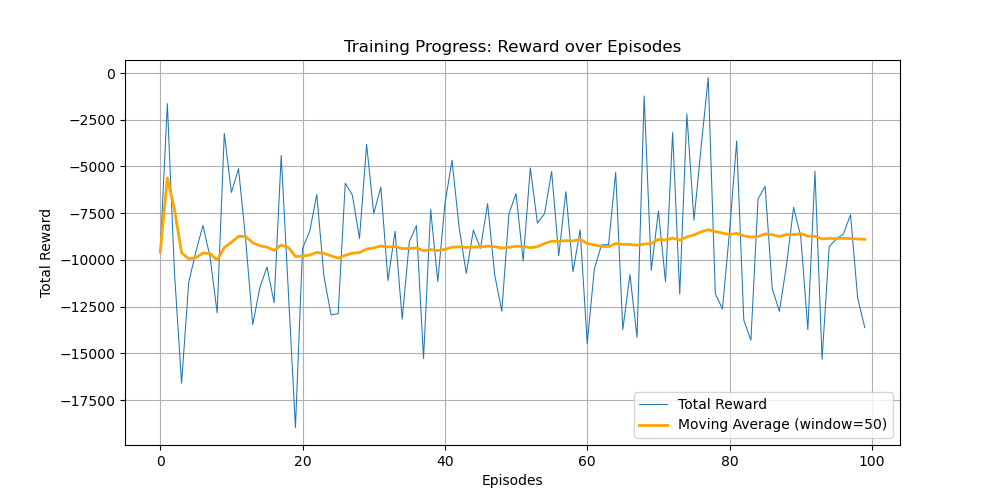 Training Progress: Reward over Episodes
Total Reward
0
−2500
−5000
−7500
−10000
−12500
−15000
−17500
0 20 40 60 80 100
Episodes
Total Reward
Moving Average (window=50)